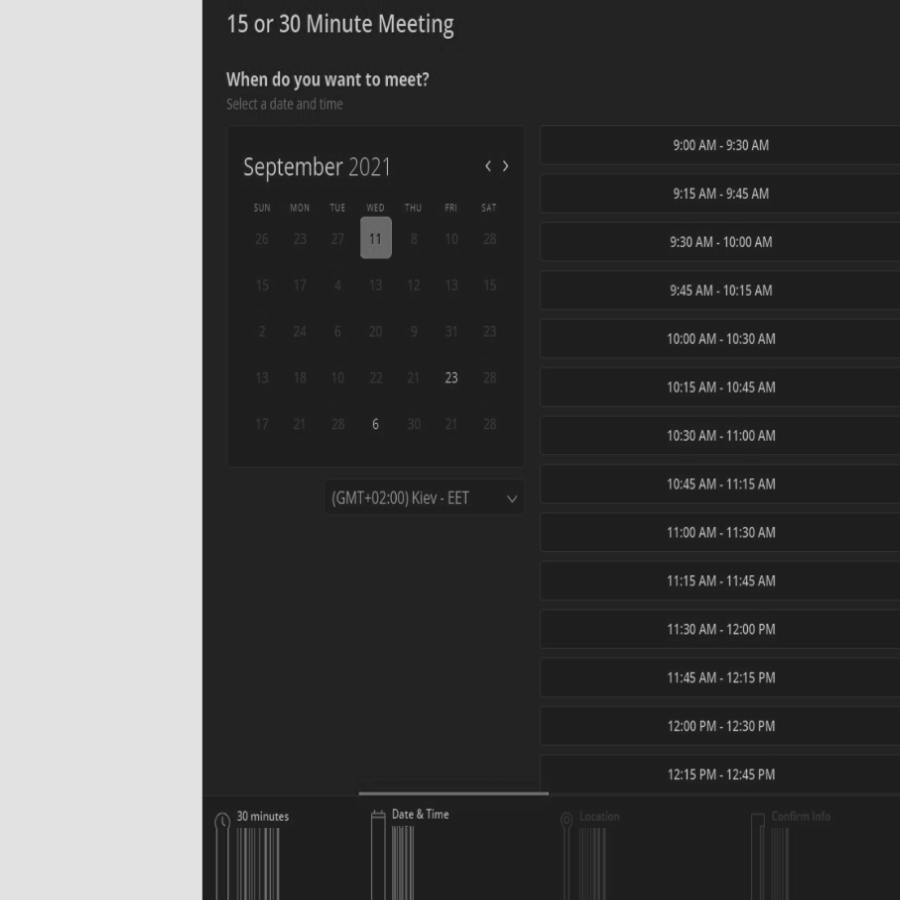 15 or 30 Minute Meeting
When do you want to meet?
Select a date and time
September 2021
SUN MON TUE WED THU FRI SAT
26 23 27 11 8 10 28
15 17 4 13 12 13 15
2 24 6 20 9 31 23
13 18 10 22 21 23 28
17 21 28 6 30 21 28
(GMT+02:00) Kiev - EET
9:00 AM - 9:30 AM
9:15 AM - 9:45 AM
9:30 AM - 10:00 AM
9:45 AM - 10:15 AM
10:00 AM - 10:30 AM
10:15 AM - 10:45 AM
10:30 AM - 11:00 AM
10:45 AM - 11:15 AM
11:00 AM - 11:30 AM
11:15 AM - 11:45 AM
11:30 AM - 12:00 PM
11:45 AM - 12:15 PM
12:00 PM - 12:30 PM
12:15 PM - 12:45 PM
30 minutes
Date & Time
Location
Confirm Info